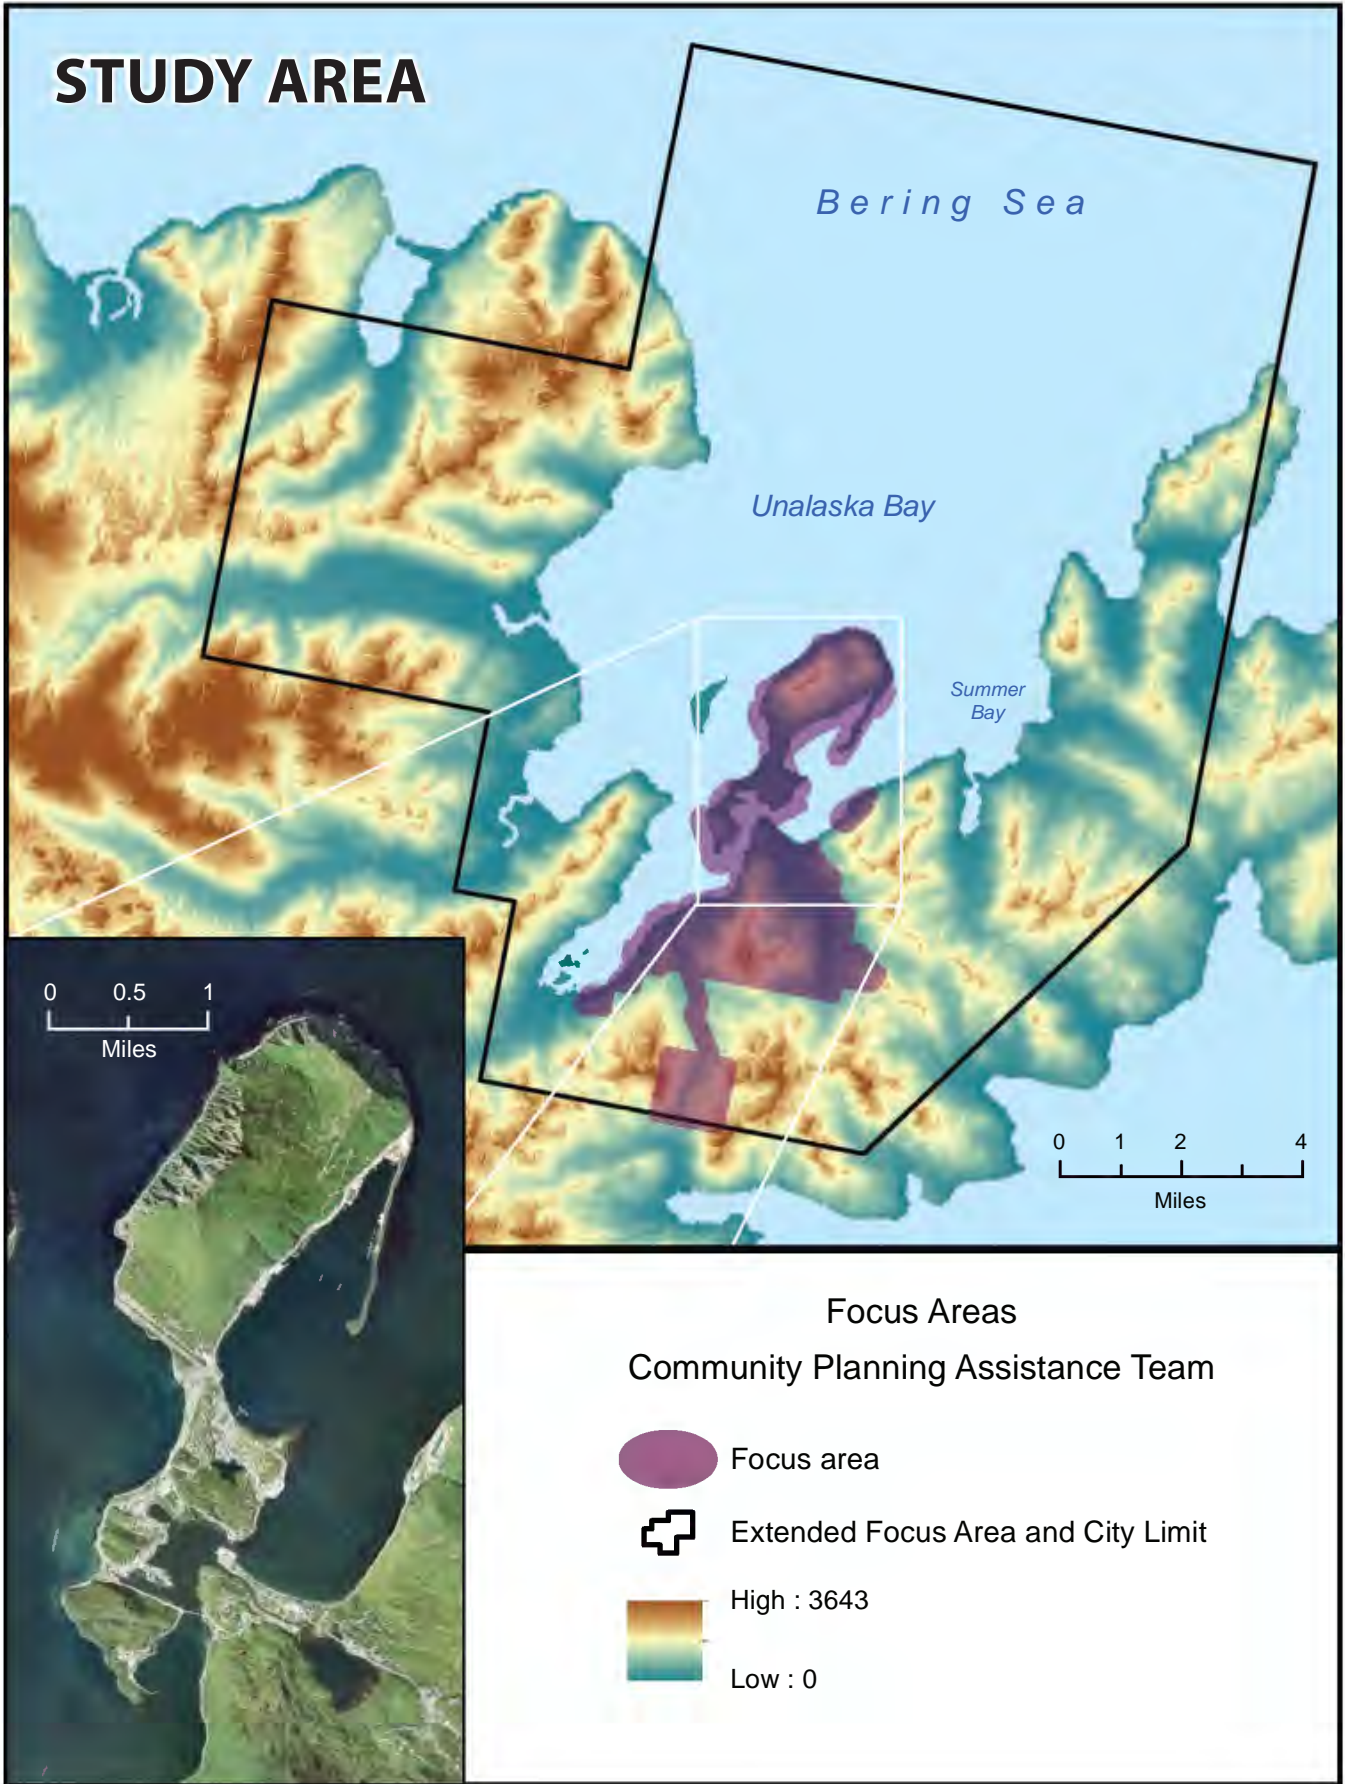 STUDY AREA
Bering Sea
Unalaska Bay
Summer
Bay
0 0.5 1
Miles
0 1 2 4
Miles
Focus Areas
Community Planning Assistance Team
Focus area
Extended Focus Area and City Limit
High : 3643
Low : 0